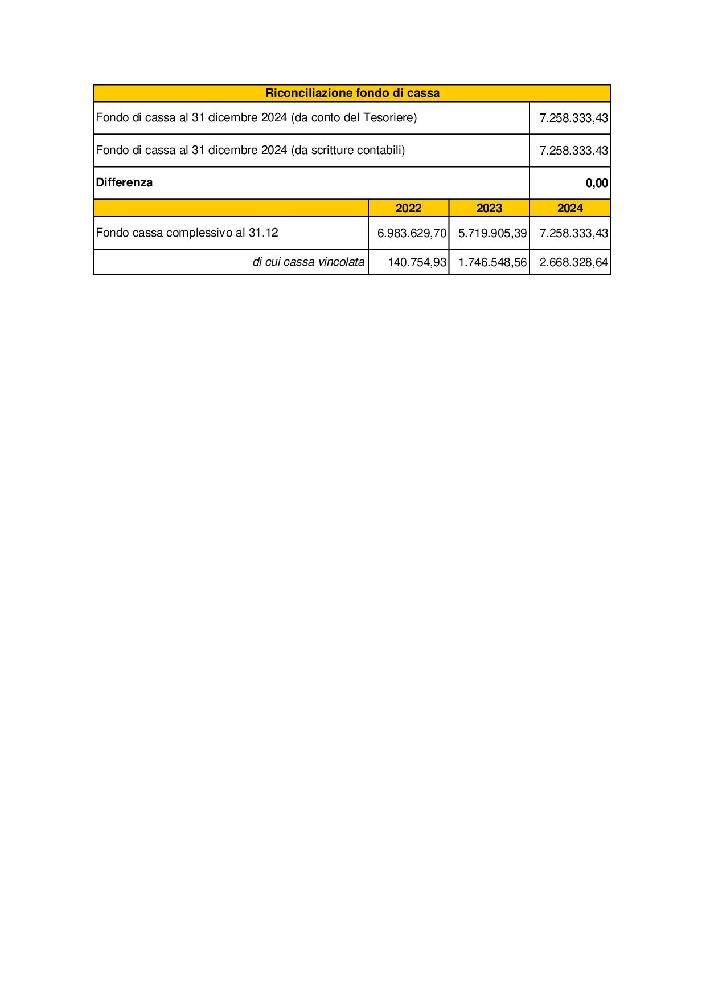 Riconciliazione fondo di cassa
Fondo di cassa al 31 dicembre 2024 (da conto del Tesoriere) 7.258.333,43
Fondo di cassa al 31 dicembre 2024 (da scritture contabili) 7.258.333,43
Differenza 0,00
2022 2023 2024
Fondo cassa complessivo al 31.12 6.983.629,70 5.719.905,39 7.258.333,43
di cui cassa vincolata 140.754,93 1.746.548,56 2.668.328,64